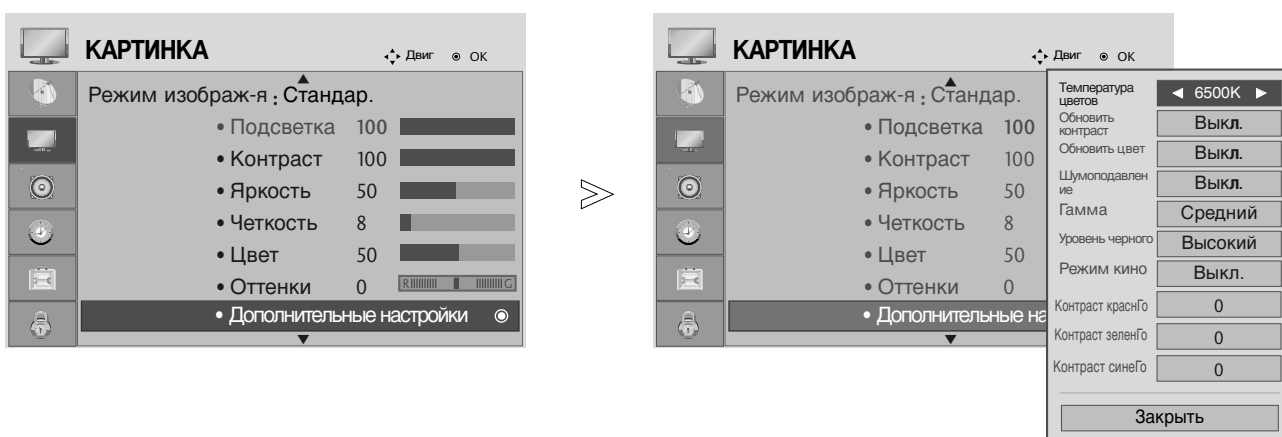 КАРТИНКА
Двиг
OK
Режим изображ-я : Стандар.
• Подсветка 100
• Контраст 100
• Яркость 50
• Четкость 8
• Цвет 50
• Оттенки 0 R G
• Дополнительные настройки
КАРТИНКА
Двиг
OK
Режим изображ-я : Стандар.
• Подсветка 100
• Контраст 100
• Яркость 50
• Четкость 8
• Цвет 50
• Оттенки 0
• Дополнительные на
Температура
цветов
6500K
Обновить
контраст
Выкл.
Обновить цвет
Выкл.
Шумоподавлен
ие
Выкл.
Гамма
Средний
Уровень черного
Высокий
Режим кино
Выкл.
Контраст краснГо
0
Контраст зеленГо
0
Контраст синеГо
0
Закрыть